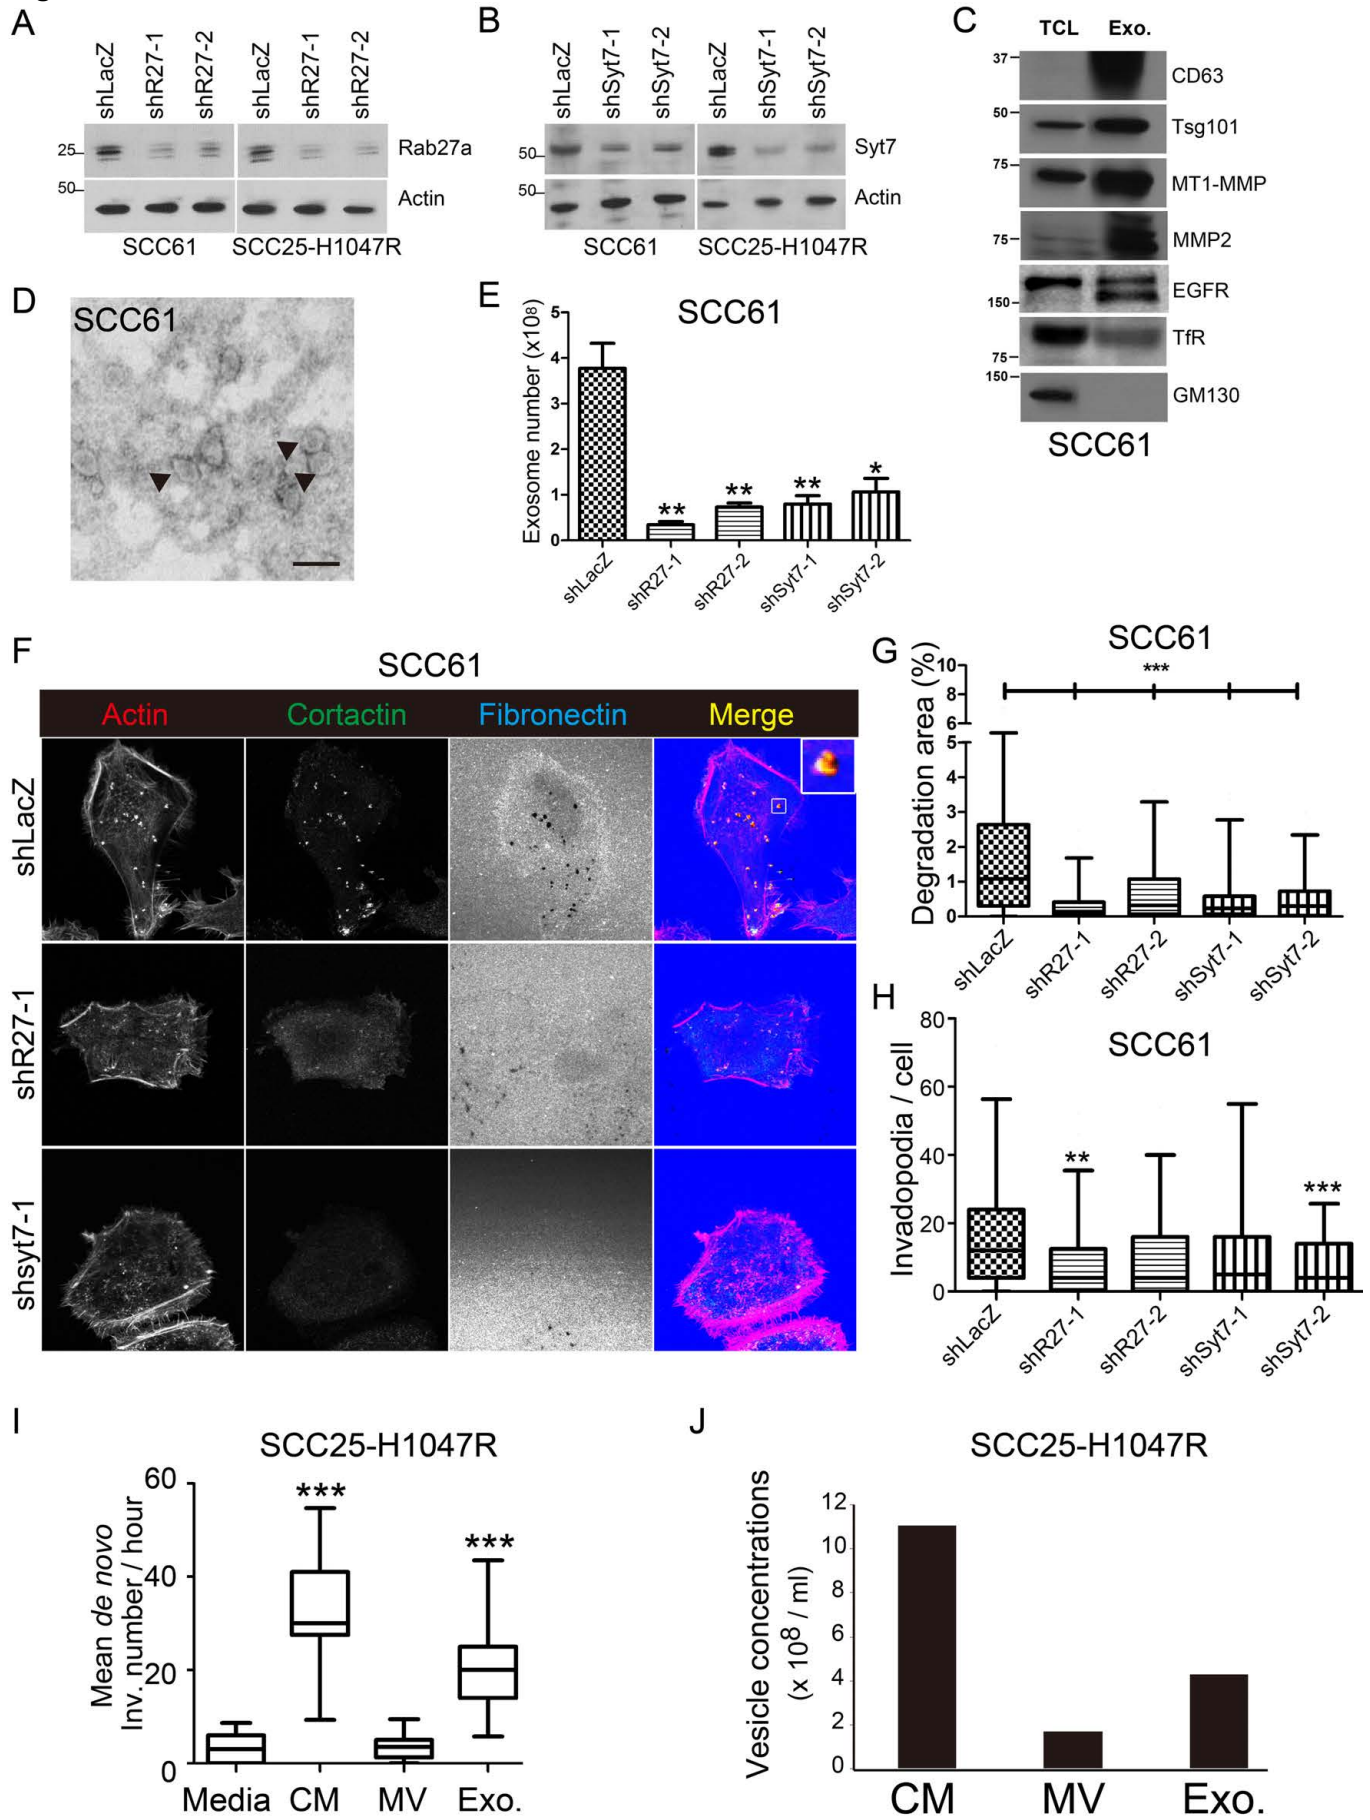 A
shLacZ
shR27-1
shR27-2
shLacZ
shR27-1
shR27-2
25
Rab27a
50
Actin
SCC61
SCC25-H1047R
B
shLacZ
shSyt7-1
shSyt7-2
shLacZ
shSyt7-1
shSyt7-2
50
Syt7
50
Actin
SCC61
SCC25-H1047R
C
TCL Exo.
37
CD63
50
Tsg101
75
MT1-MMP
75
MMP2
150
EGFR
75
TfR
150
GM130
SCC61
D
SCC61
E
SCC61
Exosome number (x10⁸)
5
4
3
2
1
0
** ** ** *
shLacZ
shR27-1
shR27-2
shSyt7-1
shSyt7-2
F
SCC61
Actin Cortactin Fibronectin Merge
shLacZ
shR27-1
shsyt7-1
G
SCC61
Degradation area (%)
10
8
6
5
4
3
2
1
0
***
shLacZ
shR27-1
shR27-2
shSyt7-1
shSyt7-2
H
SCC61
Invadopodia / cell
80
60
40
20
0
** ***
shLacZ
shR27-1
shR27-2
shSyt7-1
shSyt7-2
I
SCC25-H1047R
Mean de novo
Inv. number / hour
60
40
20
0
*** ***
Media CM MV Exo.
J
SCC25-H1047R
Vesicle concentrations
(x 10⁸ / ml)
12
10
8
6
4
2
0
CM MV Exo.